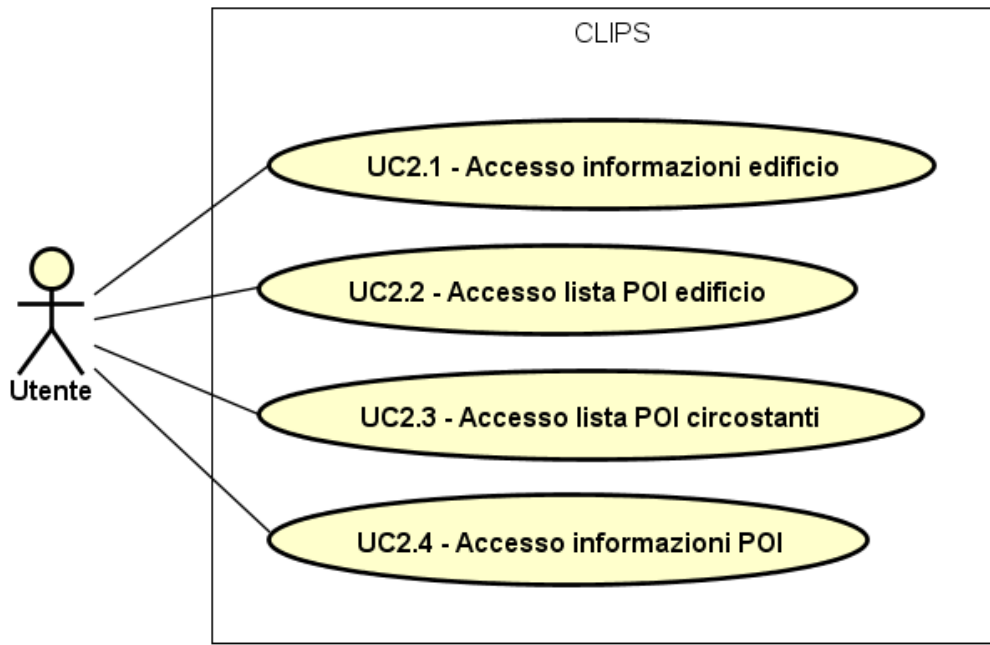 CLIPS
UC2.1 - Accesso informazioni edificio
UC2.2 - Accesso lista POI edificio
UC2.3 - Accesso lista POI circostanti
UC2.4 - Accesso informazioni POI
Utente